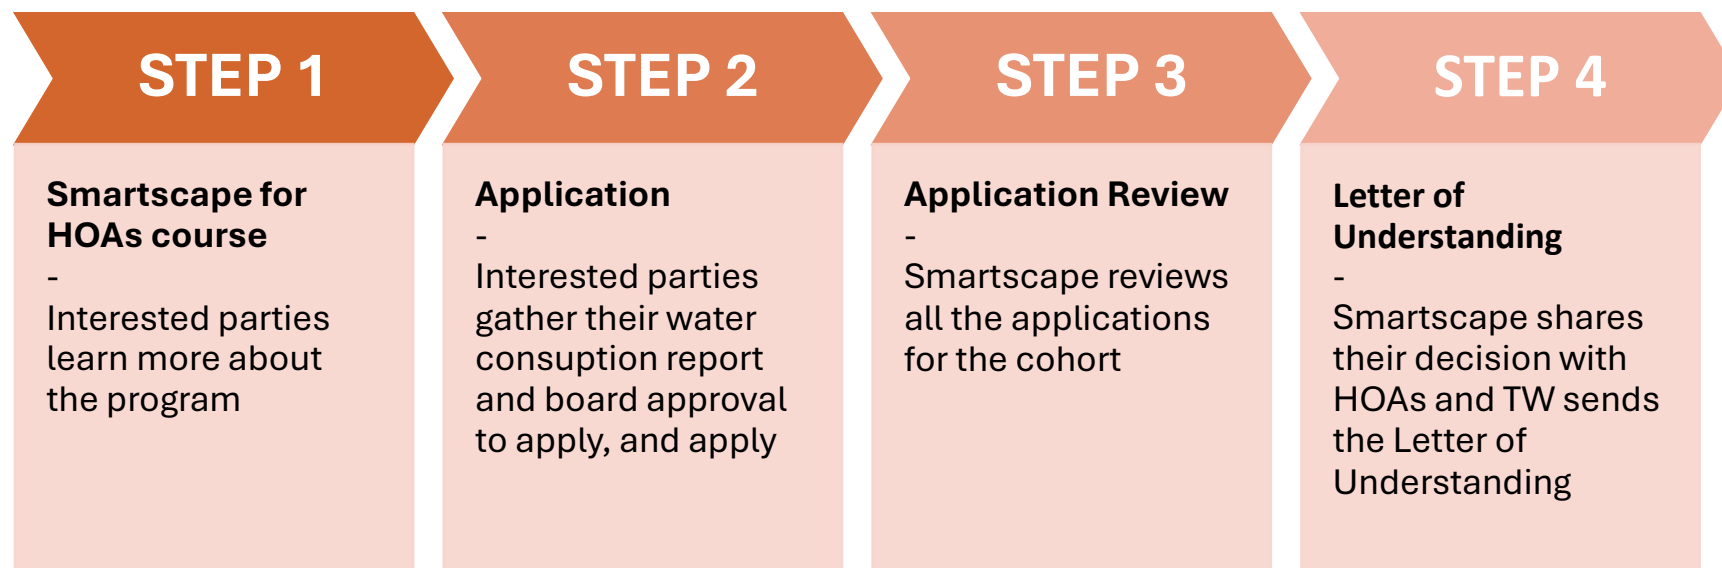 STEP 1
Smartscape for
HOAs course
-
Interested parties
learn more about
the program
STEP 2
Application
-
Interested parties
gather their water
consuption report
and board approval
to apply, and apply
STEP 3
Application Review
-
Smartscape reviews
all the applications
for the cohort
STEP 4
Letter of
Understanding
-
Smartscape shares
their decision with
HOAs and TW sends
the Letter of
Understanding